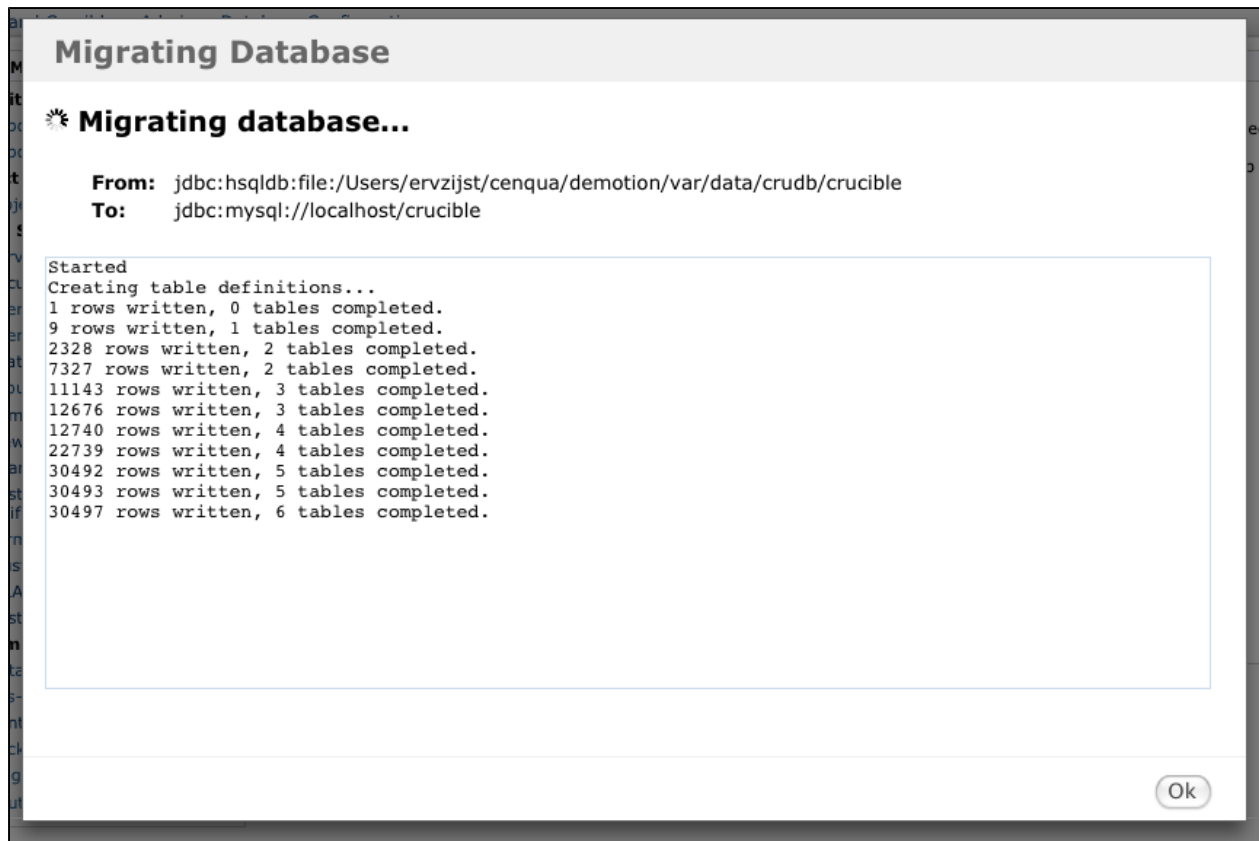 Migrating Database
Migrating database...
From: jdbc:hsqldb:file:/Users/ervzijst/cenqua/demotion/var/data/crudb/crucible
To: jdbc:mysql://localhost/crucible
Started
Creating table definitions...
1 rows written, 0 tables completed.
9 rows written, 1 tables completed.
2328 rows written, 2 tables completed.
7327 rows written, 2 tables completed.
11143 rows written, 3 tables completed.
12676 rows written, 3 tables completed.
12740 rows written, 4 tables completed.
22739 rows written, 4 tables completed.
30492 rows written, 5 tables completed.
30493 rows written, 5 tables completed.
30497 rows written, 6 tables completed.
Ok